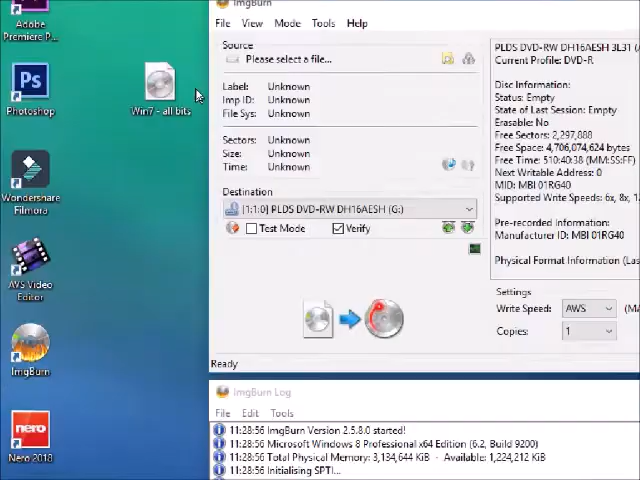 Adobe
Premiere P...
Photoshop
Wondershare
Filmora
AVS Video
Editor
ImgBurn
nero
Nero 2018
Ps
Win7 - all bits
ImgBurn
File View Mode Tools Help
Source
Please select a file...
Label: Unknown
Imp ID: Unknown
File Sys: Unknown
Sectors: Unknown
Size: Unknown
Time: Unknown
Destination
[1:1:0] PLDS DVD-RW DH16AESH (G:)
Test Mode Verify
Ready
PLDS DVD-RW DH16AESH 3L31 (
Current Profile: DVD-R
Disc Information:
Status: Empty
State of Last Session: Empty
Erasable: No
Free Sectors: 2,297,888
Free Space: 4,706,074,624 bytes
Free Time: 510:40:38 (MM:SS:FF)
Next Writable Address: 0
MID: MBI 01RG40
Supported Write Speeds: 6x, 8x, 1
Pre-recorded Information:
Manufacturer ID: MBI 01RG40
Physical Format Information (Las
Settings
Write Speed: AWS (MA
Copies: 1
ImgBurn Log
File Edit Tools
11:28:56 ImgBurn Version 2.5.8.0 started!
11:28:56 Microsoft Windows 8 Professional x64 Edition (6.2, Build 9200)
11:28:56 Total Physical Memory: 3,134,644 KiB - Available: 1,224,212 KiB
11:28:56 Initialising SPTI...